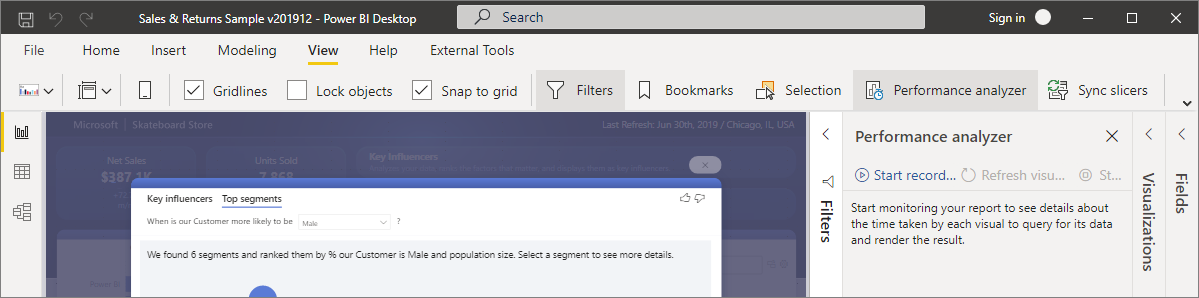 Sales & Returns Sample v201912 - Power BI Desktop
Search
Sign in
File Home Insert Modeling View Help External Tools
Gridlines Lock objects Snap to grid Filters Bookmarks Selection Performance analyzer Sync slicers
Microsoft | Skateboard Store
Last Refresh: Jun 30th, 2019 / Chicago, IL, USA
Net Sales
$387.1K
Units Sold
7,868
Key Influencers
Key influencers Top segments
When is our Customer more likely to be Male ?
We found 6 segments and ranked them by % our Customer is Male and population size. Select a segment to see more details.
Power BI
Filters
Performance analyzer
Start record... Refresh visu... St...
Start monitoring your report to see details about
the time taken by each visual to query for its data
and render the result.
Visualizations
Fields